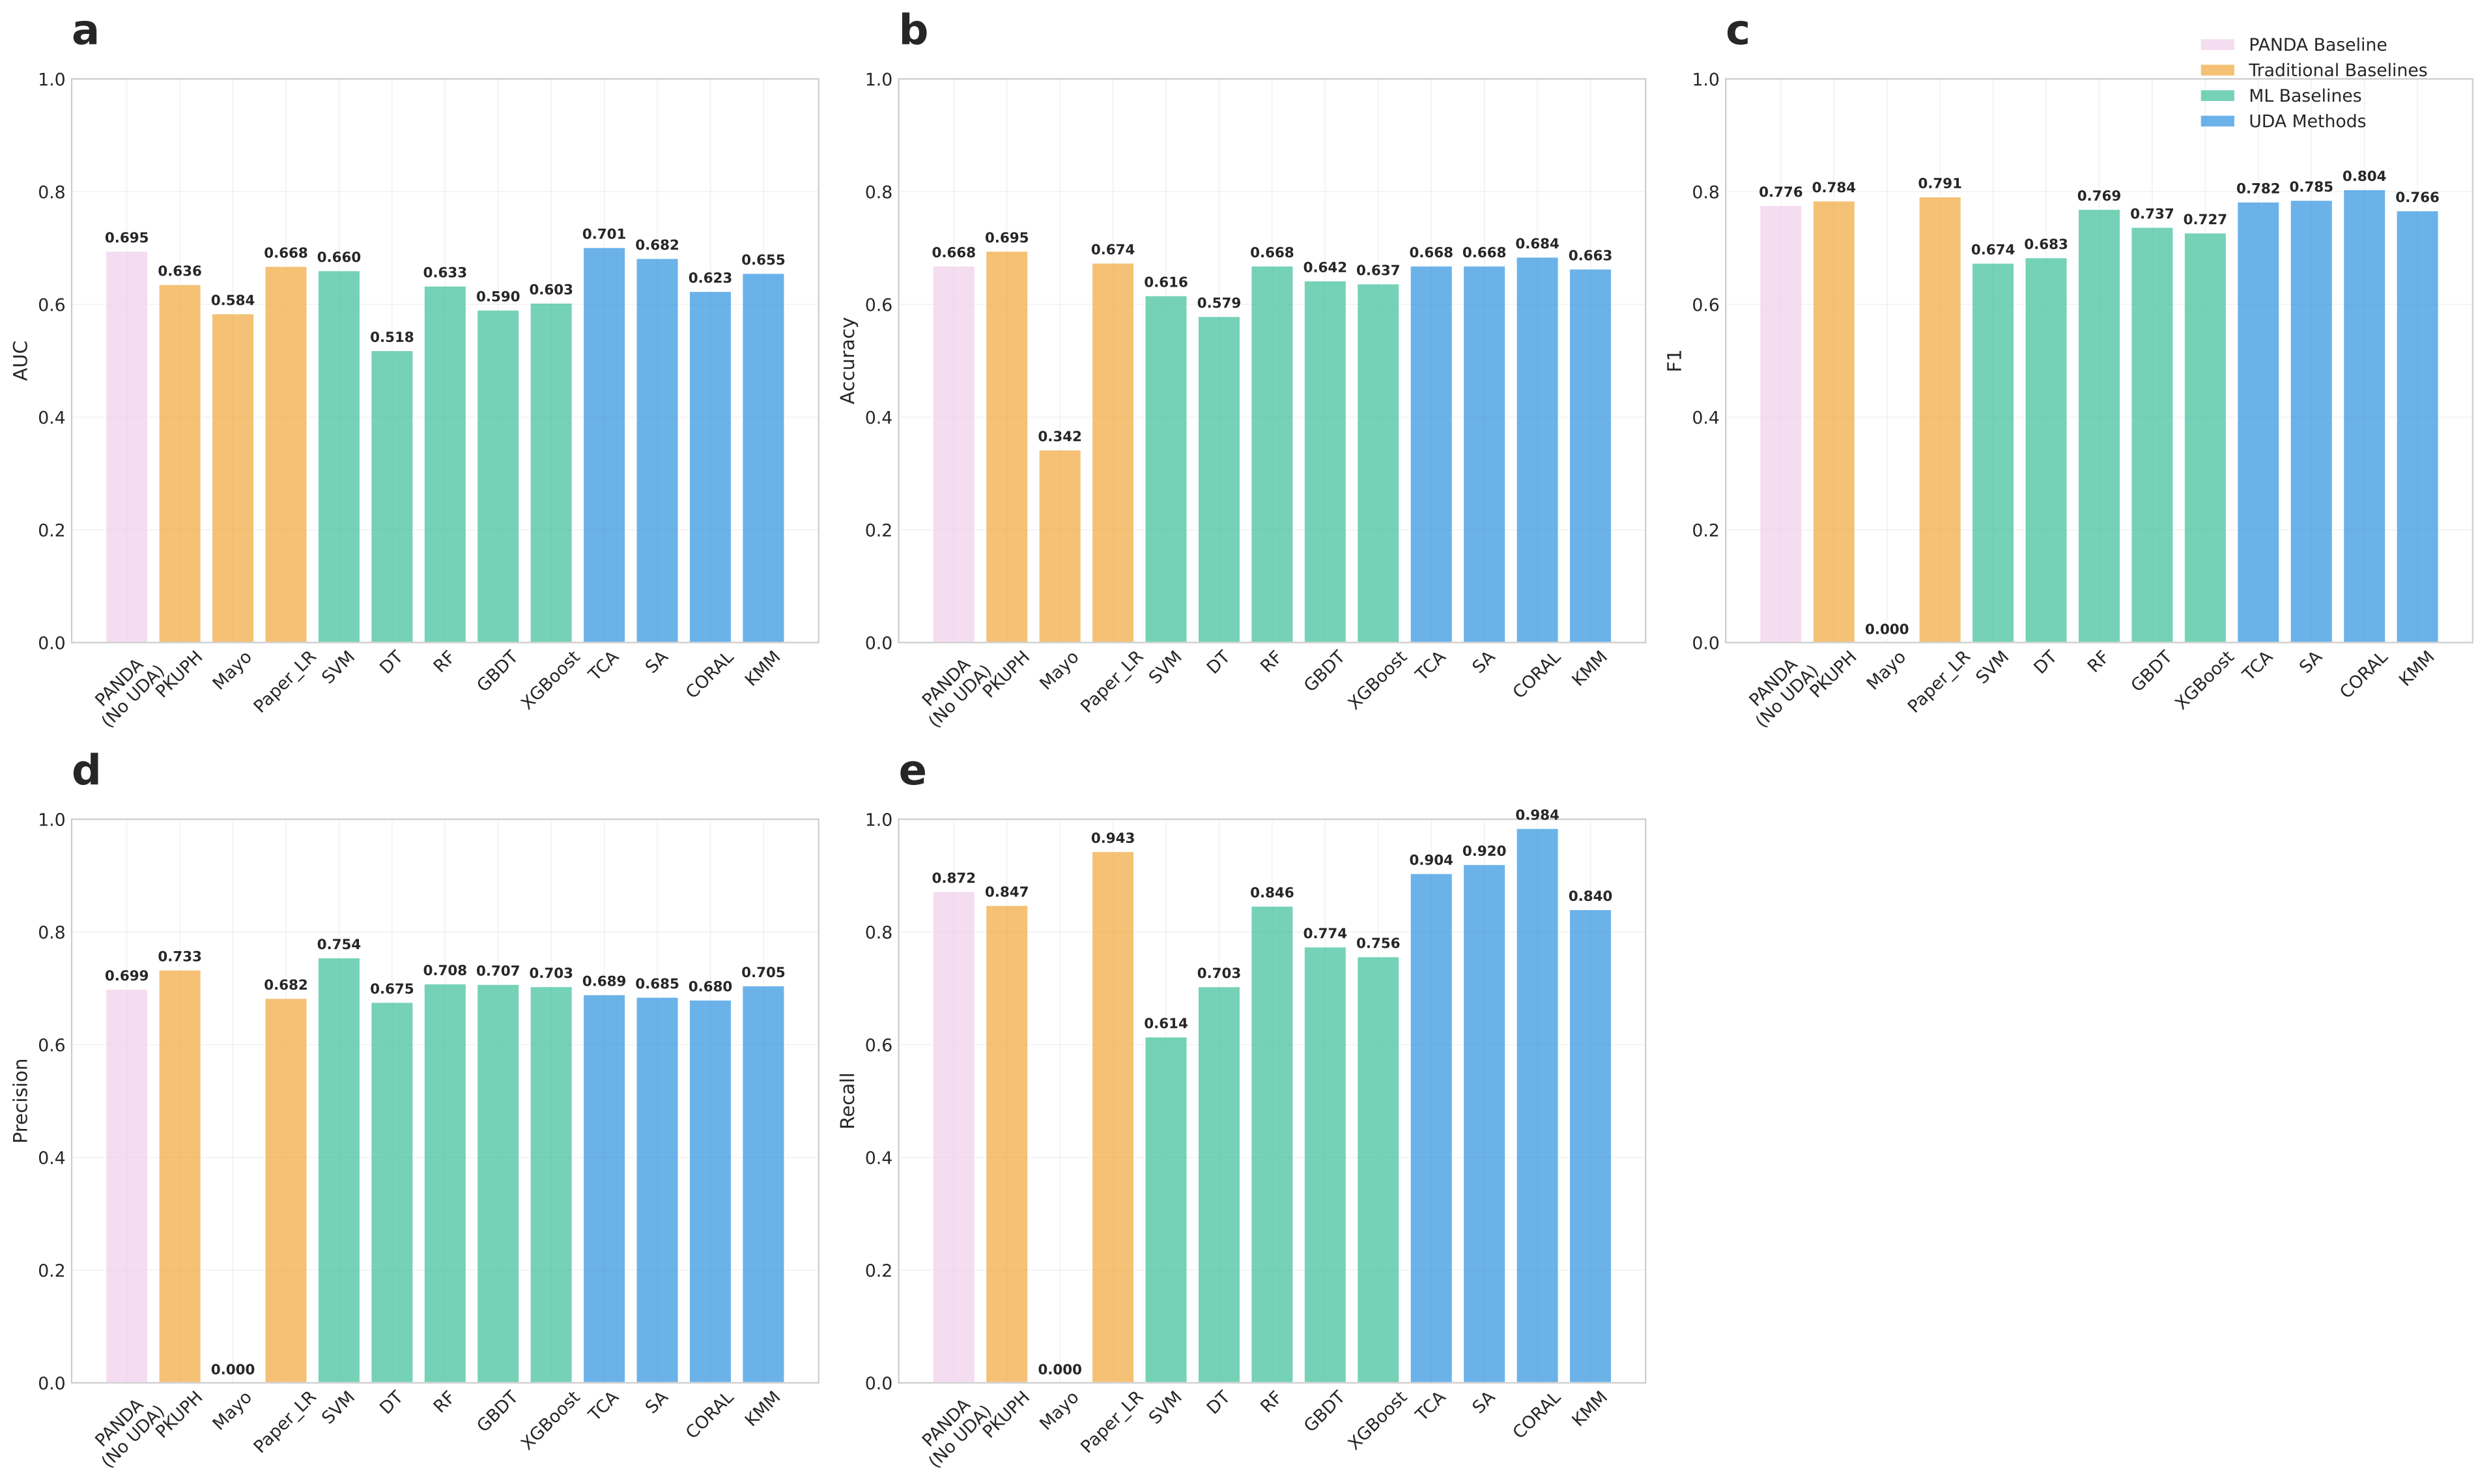 a
AUC
1.0
0.8
0.6
0.4
0.2
0.0
0.695
0.636
0.584
0.668
0.660
0.518
0.633
0.590
0.603
0.701
0.682
0.623
0.655
PANDA
(No UDA)
PKUPH
Mayo
Paper_LR
SVM
DT
RF
GBDT
XGBoost
TCA
SA
CORAL
KMM
b
Accuracy
1.0
0.8
0.6
0.4
0.2
0.0
0.668
0.695
0.342
0.674
0.616
0.579
0.668
0.642
0.637
0.668
0.668
0.684
0.663
PANDA
(No UDA)
PKUPH
Mayo
Paper_LR
SVM
DT
RF
GBDT
XGBoost
TCA
SA
CORAL
KMM
c
PANDA Baseline
Traditional Baselines
ML Baselines
UDA Methods
F1
1.0
0.8
0.6
0.4
0.2
0.0
0.776
0.784
0.000
0.791
0.674
0.683
0.769
0.737
0.727
0.782
0.785
0.804
0.766
PANDA
(No UDA)
PKUPH
Mayo
Paper_LR
SVM
DT
RF
GBDT
XGBoost
TCA
SA
CORAL
KMM
d
Precision
1.0
0.8
0.6
0.4
0.2
0.0
0.699
0.733
0.000
0.682
0.754
0.675
0.708
0.707
0.703
0.689
0.685
0.680
0.705
PANDA
(No UDA)
PKUPH
Mayo
Paper_LR
SVM
DT
RF
GBDT
XGBoost
TCA
SA
CORAL
KMM
e
Recall
1.0
0.8
0.6
0.4
0.2
0.0
0.872
0.847
0.000
0.943
0.614
0.703
0.846
0.774
0.756
0.904
0.920
0.984
0.840
PANDA
(No UDA)
PKUPH
Mayo
Paper_LR
SVM
DT
RF
GBDT
XGBoost
TCA
SA
CORAL
KMM